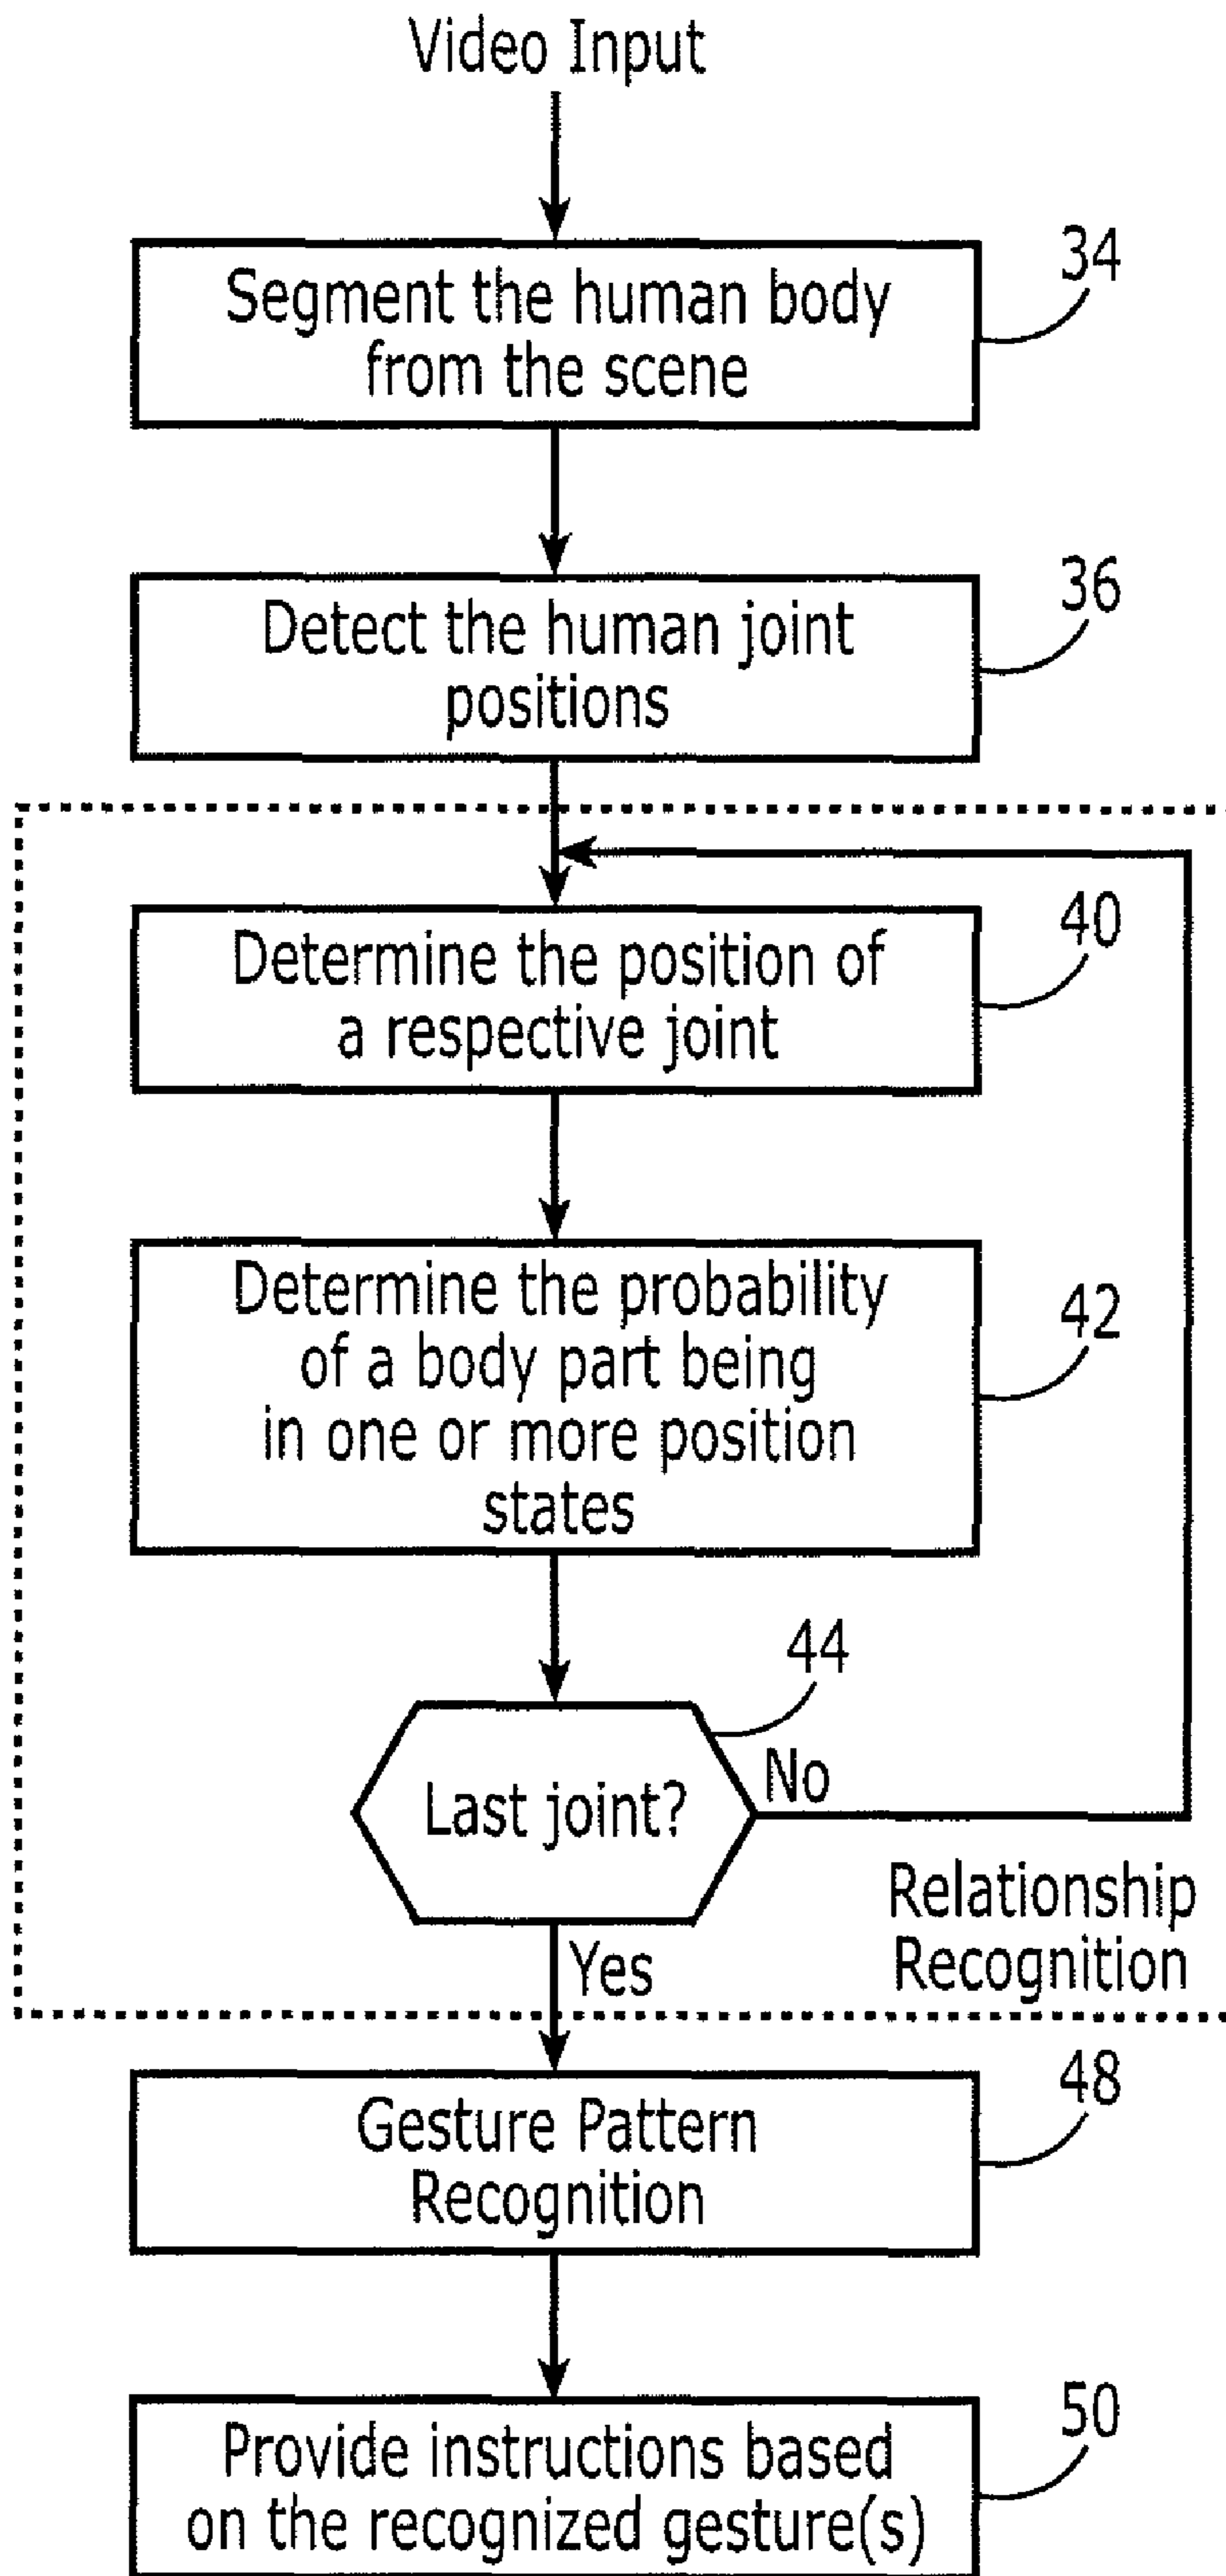 Video Input
Segment the human body
from the scene
34
Detect the human joint
positions
36
Determine the position of
a respective joint
40
Determine the probability
of a body part being
in one or more position
states
42
44
Last joint?
No
Yes
Relationship
Recognition
Gesture Pattern
Recognition
48
Provide instructions based
on the recognized gesture(s)
50